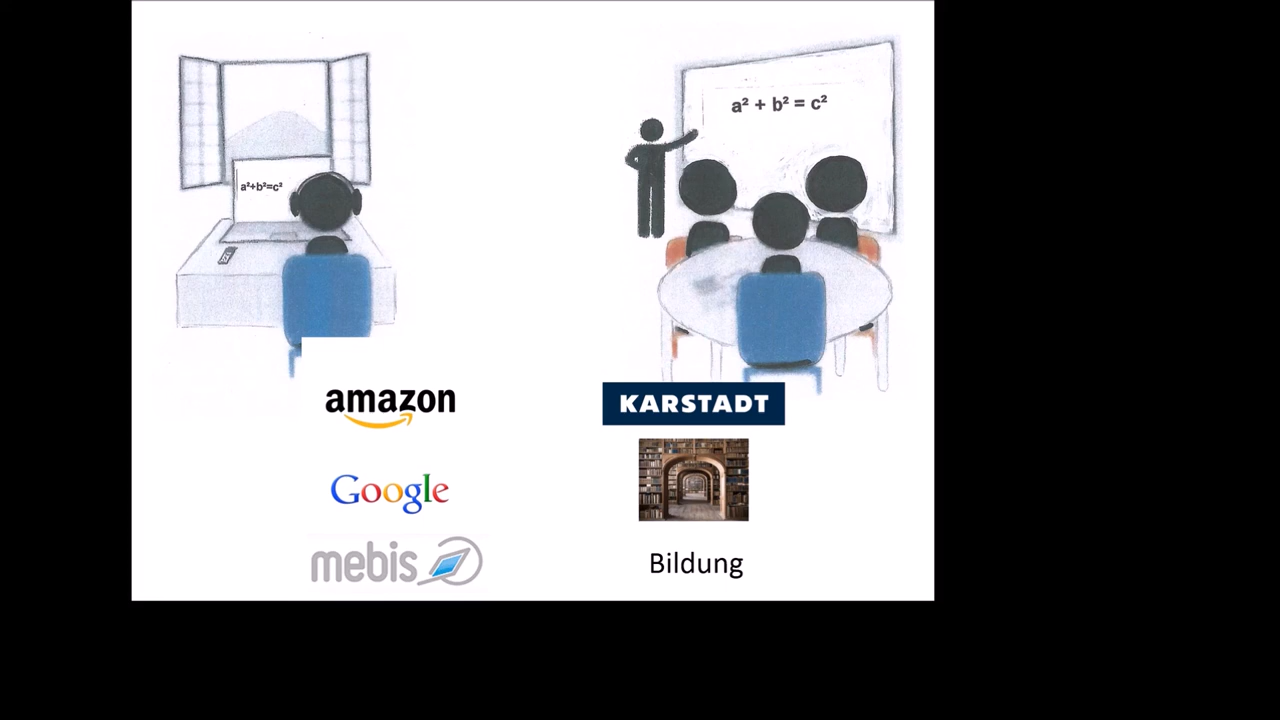 a²+b²=c²
a² + b² = c²
amazon
KARSTADT
Google
mebis
Bildung